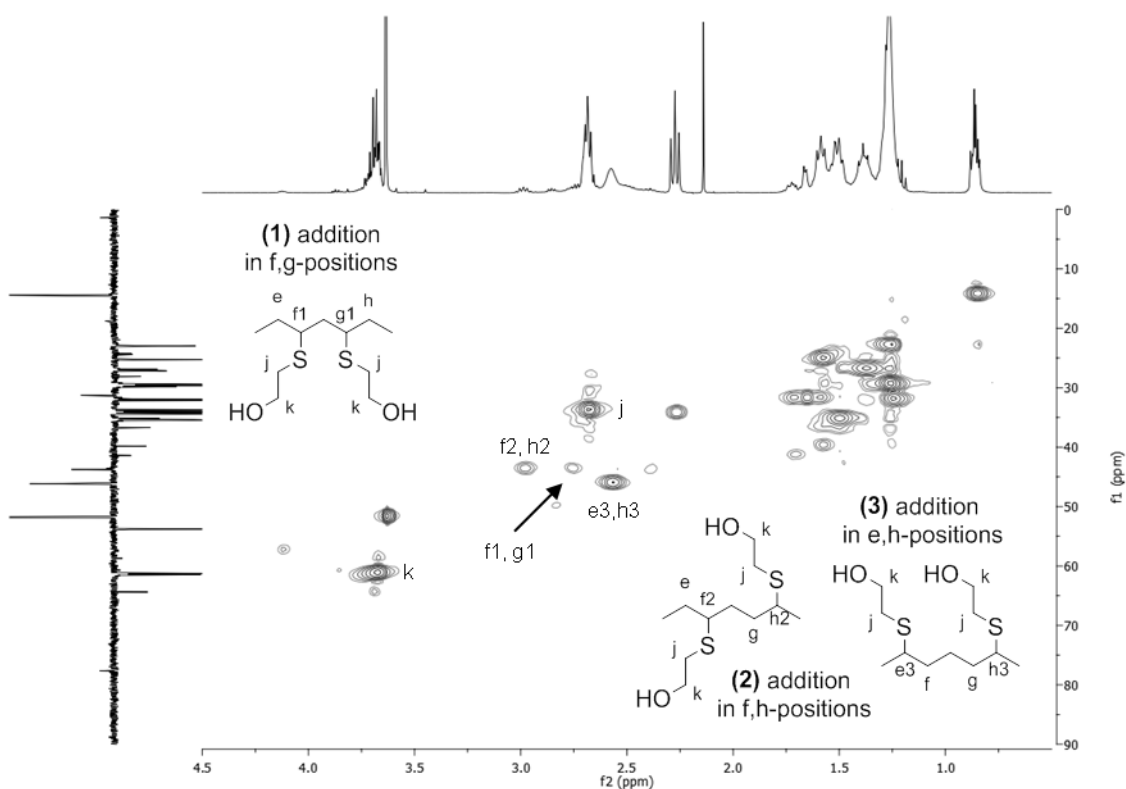 0
10
20
30
40
50
60
70
80
90
f1 (ppm)
4.5
4.0
3.5
3.0
2.5
2.0
1.5
1.0
f2 (ppm)
(1) addition
in f,g-positions
e
h
f1
g1
j
S
S
j
HO
k
k
OH
j
f2, h2
e3,h3
f1, g1
k
HO
k
j
S
e
f2
g
h2
j
S
HO
k
(2) addition
in f,h-positions
(3) addition
in e,h-positions
HO
k
HO
k
j
S
j
S
e3
h3
f
g